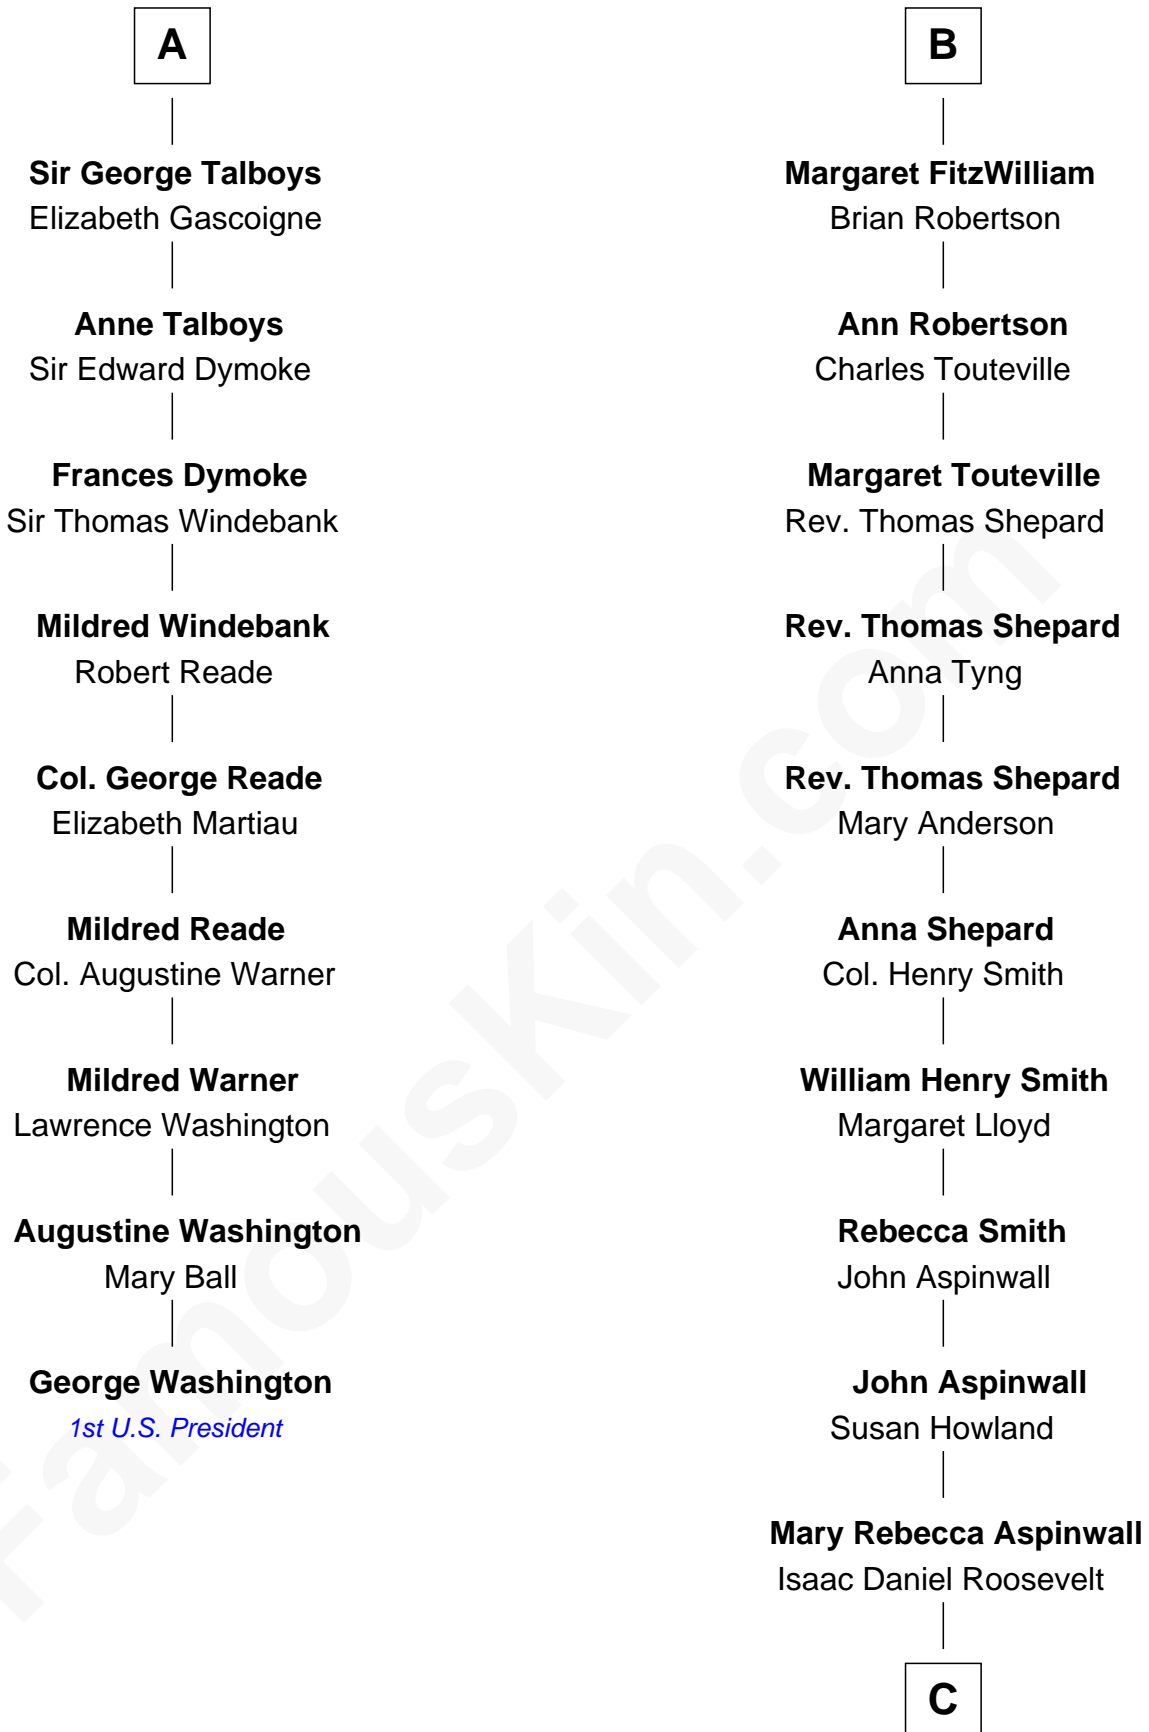 A
Sir George Talboys
Elizabeth Gascoigne
Anne Talboys
Sir Edward Dymoke
Frances Dymoke
Sir Thomas Windebank
Mildred Windebank
Robert Reade
Col. George Reade
Elizabeth Martiau
Mildred Reade
Col. Augustine Warner
Mildred Warner
Lawrence Washington
Augustine Washington
Mary Ball
George Washington
1st U.S. President
B
Margaret FitzWilliam
Brian Robertson
Ann Robertson
Charles Touteville
Margaret Touteville
Rev. Thomas Shepard
Rev. Thomas Shepard
Anna Tyng
Rev. Thomas Shepard
Mary Anderson
Anna Shepard
Col. Henry Smith
William Henry Smith
Margaret Lloyd
Rebecca Smith
John Aspinwall
John Aspinwall
Susan Howland
Mary Rebecca Aspinwall
Isaac Daniel Roosevelt
C
FamousKin.com